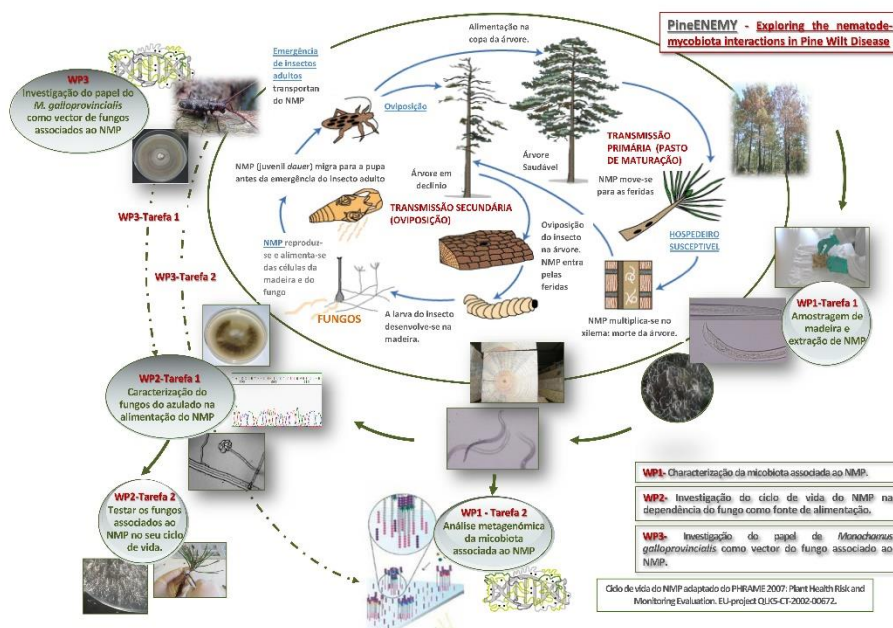 PineENEMY - Exploring the nematode-
mycobiota interactions in Pine Wilt Disease
WP3
Investigação do papel do
M. galloprovincialis
como vector de fungos
associados ao NMP
WP3-Tarefa 1
WP3-Tarefa 2
Emergência
de insectos
adultos
transportan
do NMP
Alimentação na
copa da árvore.
Oviposição
NMP (juvenil dauer) migra para a pupa
antes da emergência do insecto adulto
Árvore em
declínio
Árvore
Saudável
TRANSMISSÃO
PRIMÁRIA (PASTO
DE MATURAÇÃO)
NMP move-se
para as feridas
TRANSMISSÃO SECUNDÁRIA
(OVIPOSIÇÃO)
HOSPEDEIRO
SUSCEPTIVEL
NMP reproduz-
se e alimenta-se
das células da
madeira e do
fungo
Oviposição
do insecto
na árvore.
NMP entra
pelas
feridas
FUNGOS
A larva do insecto
desenvolve-se na
madeira.
NMP multiplica-se no
xilema: morte da árvore.
WP1-Tarefa 1
Amostragem de
madeira e
extração de NMP
WP2-Tarefa 1
Caracterização do
fungos do azulado na
alimentação do NMP
WP2-Tarefa 2
Testar os fungos
associados ao
NMP no seu ciclo
de vida.
WP1 - Tarefa 2
Análise metagenómica
da micobiota
associada ao NMP
WP1- Characterização da micobiota associada ao NMP.
WP2- Investigação do ciclo de vida do NMP na
dependência do fungo como fonte de alimentação.
WP3- Investigação do papel de Monochamus
galloprovincialis como vector do fungo associado ao
NMP.
Ciclo de vida do NMP adaptado do PHRAME 2007: Plant Health Risk and
Monitoring Evaluation. EU-project QLK5-CT-2002-00672.